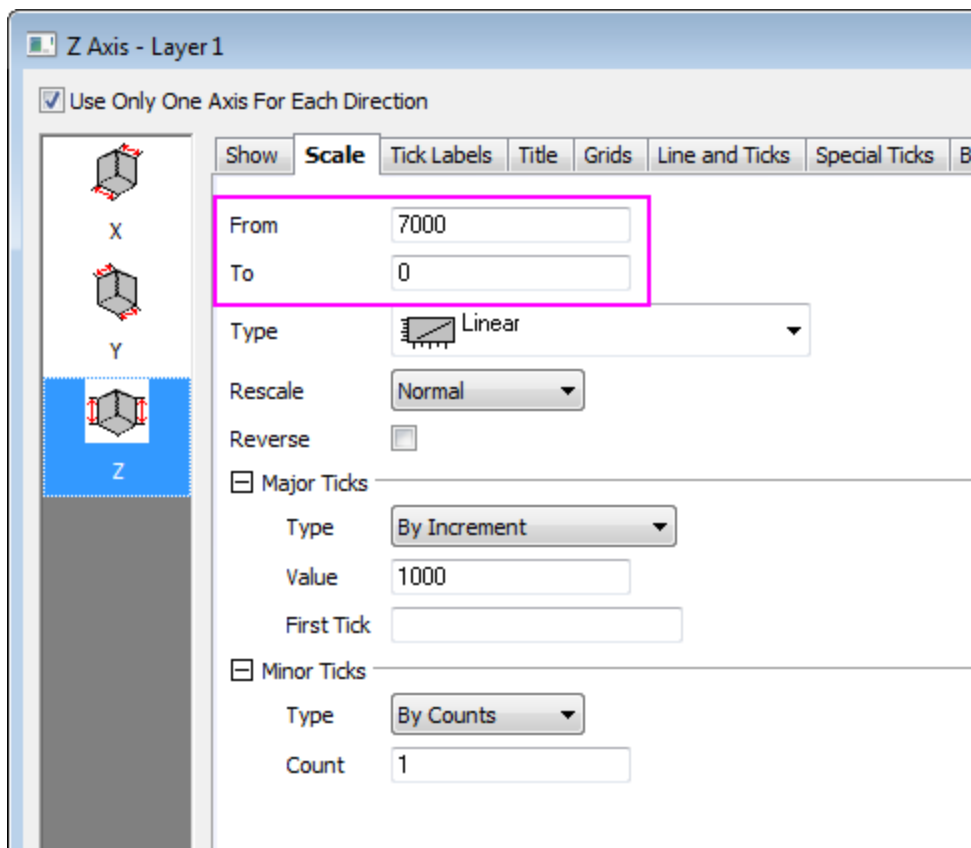 Z Axis - Layer 1
Use Only One Axis For Each Direction
Show Scale Tick Labels Title Grids Line and Ticks Special Ticks B
X
Y
Z
From 7000
To 0
Type Linear
Rescale Normal
Reverse
Major Ticks
Type By Increment
Value 1000
First Tick
Minor Ticks
Type By Counts
Count 1